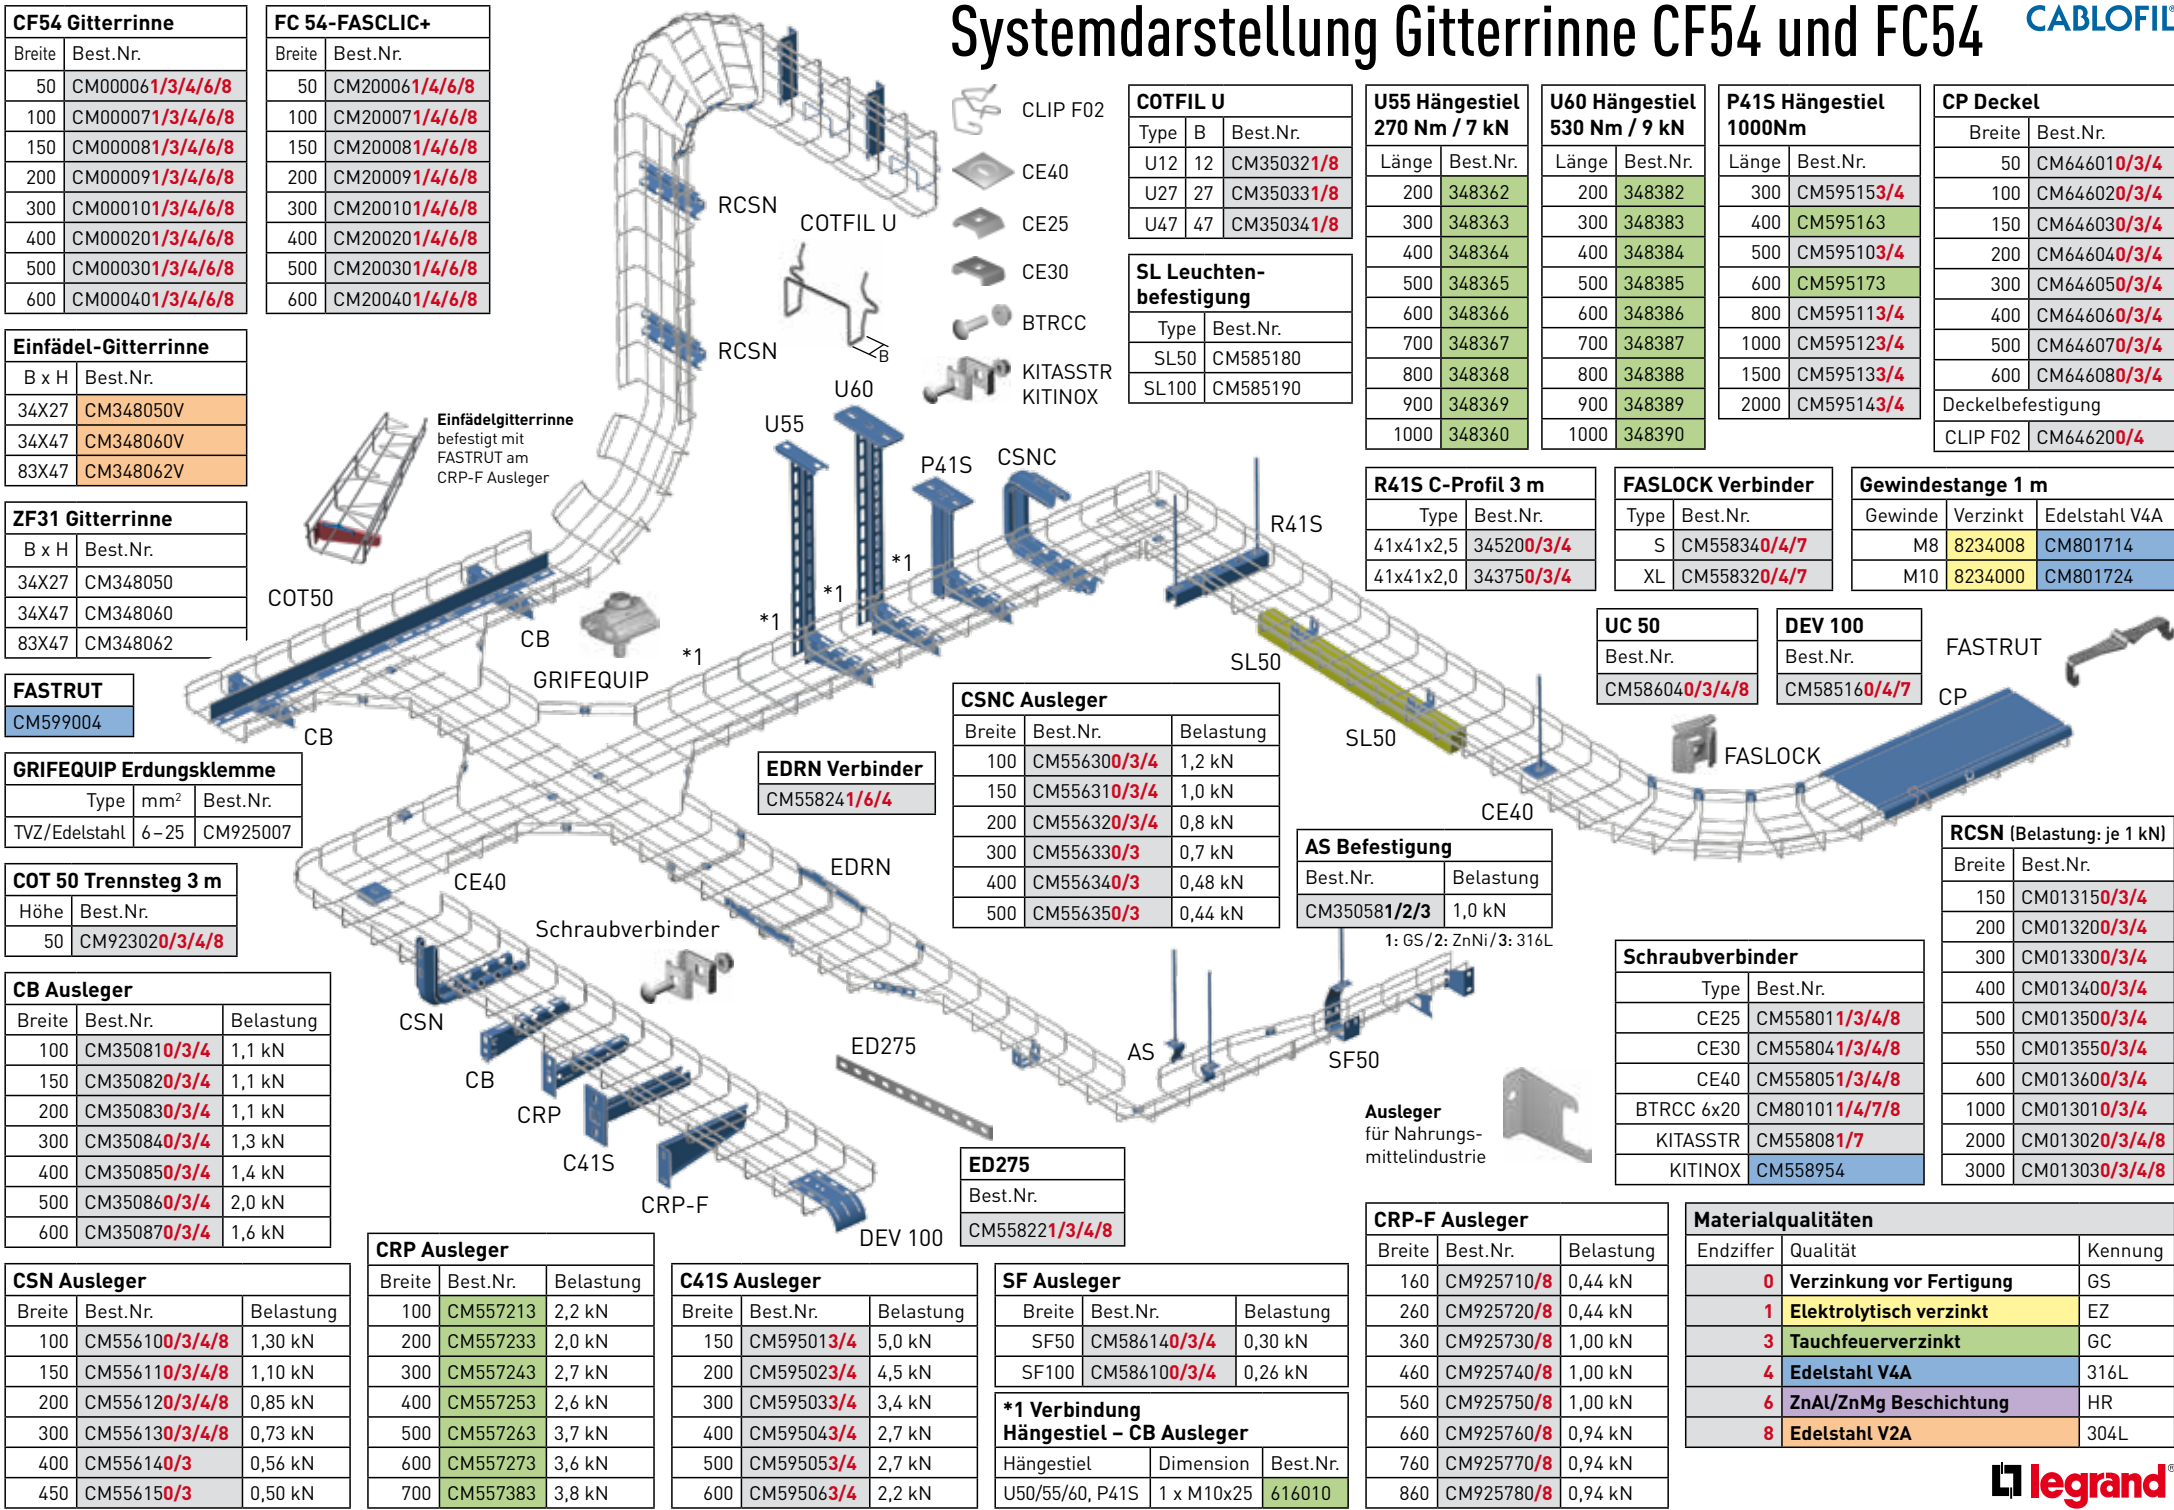 Systemdarstellung Gitterrinne CF54 und FC54
CABLOFIL®
CF54 Gitterrinne
Breite Best.Nr.
50 CM000061/3/4/6/8
100 CM000071/3/4/6/8
150 CM000081/3/4/6/8
200 CM000091/3/4/6/8
300 CM000101/3/4/6/8
400 CM000201/3/4/6/8
500 CM000301/3/4/6/8
600 CM000401/3/4/6/8
FC 54-FASCLIC+
Breite Best.Nr.
50 CM200061/4/6/8
100 CM200071/4/6/8
150 CM200081/4/6/8
200 CM200091/4/6/8
300 CM200101/4/6/8
400 CM200201/4/6/8
500 CM200301/4/6/8
600 CM200401/4/6/8
RCSN
RCSN
COTFIL U
B
CLIP F02
CE40
CE25
CE30
BTRCC
KITASSTR
KITINOX
COTFIL U
Type B Best.Nr.
U12 12 CM350321/8
U27 27 CM350331/8
U47 47 CM350341/8
SL Leuchten-
befestigung
Type Best.Nr.
SL50 CM585180
SL100 CM585190
U55 Hängestiel
270 Nm / 7 kN
Länge Best.Nr.
200 348362
300 348363
400 348364
500 348365
600 348366
700 348367
800 348368
900 348369
1000 348360
U60 Hängestiel
530 Nm / 9 kN
Länge Best.Nr.
200 348382
300 348383
400 348384
500 348385
600 348386
700 348387
800 348388
900 348389
1000 348390
P41S Hängestiel
1000Nm
Länge Best.Nr.
300 CM595153/4
400 CM595163
500 CM595103/4
600 CM595173
800 CM595113/4
1000 CM595123/4
1500 CM595133/4
2000 CM595143/4
CP Deckel
Breite Best.Nr.
50 CM646010/3/4
100 CM646020/3/4
150 CM646030/3/4
200 CM646040/3/4
300 CM646050/3/4
400 CM646060/3/4
500 CM646070/3/4
600 CM646080/3/4
Deckelbefestigung
CLIP F02 CM646200/4
Einfädel-Gitterrinne
B x H Best.Nr.
34X27 CM348050V
34X47 CM348060V
83X47 CM348062V
Einfädelgitterrinne
befestigt mit
FASTRUT am
CRP-F Ausleger
ZF31 Gitterrinne
B x H Best.Nr.
34X27 CM348050
34X47 CM348060
83X47 CM348062
U55
U60
P41S
CSNC
R41S
*1
*1
*1
*1
COT50
CB
CB
GRIFEQUIP
R41S C-Profil 3 m
Type Best.Nr.
41x41x2,5 345200/3/4
41x41x2,0 343750/3/4
FASLOCK Verbinder
Type Best.Nr.
S CM558340/4/7
XL CM558320/4/7
Gewindestange 1 m
Gewinde Verzinkt Edelstahl V4A
M8 8234008 CM801714
M10 8234000 CM801724
UC 50
Best.Nr.
CM586040/3/4/8
DEV 100
Best.Nr.
CM585160/4/7
FASTRUT
CP
FASLOCK
SL50
SL50
CE40
FASTRUT
CM599004
GRIFEQUIP Erdungsklemme
Type mm² Best.Nr.
TVZ/Edelstahl 6–25 CM925007
COT 50 Trennsteg 3 m
Höhe Best.Nr.
50 CM923020/3/4/8
EDRN Verbinder
CM558241/6/4
CSNC Ausleger
Breite Best.Nr. Belastung
100 CM556300/3/4 1,2 kN
150 CM556310/3/4 1,0 kN
200 CM556320/3/4 0,8 kN
300 CM556330/3 0,7 kN
400 CM556340/3 0,48 kN
500 CM556350/3 0,44 kN
AS Befestigung
Best.Nr. Belastung
CM350581/2/3 1,0 kN
1: GS/2: ZnNi/3: 316L
RCSN (Belastung: je 1 kN)
Breite Best.Nr.
150 CM013150/3/4
200 CM013200/3/4
300 CM013300/3/4
400 CM013400/3/4
500 CM013500/3/4
550 CM013550/3/4
600 CM013600/3/4
1000 CM013010/3/4
2000 CM013020/3/4/8
3000 CM013030/3/4/8
CE40
EDRN
Schraubverbinder
CSN
CB
CRP
C41S
CRP-F
DEV 100
ED275
AS
SF50
Schraubverbinder
Type Best.Nr.
CE25 CM558011/3/4/8
CE30 CM558041/3/4/8
CE40 CM558051/3/4/8
BTRCC 6x20 CM801011/4/7/8
KITASSTR CM558081/7
KITINOX CM558954
Ausleger
für Nahrungs-
mittelindustrie
CB Ausleger
Breite Best.Nr. Belastung
100 CM350810/3/4 1,1 kN
150 CM350820/3/4 1,1 kN
200 CM350830/3/4 1,1 kN
300 CM350840/3/4 1,3 kN
400 CM350850/3/4 1,4 kN
500 CM350860/3/4 2,0 kN
600 CM350870/3/4 1,6 kN
ED275
Best.Nr.
CM558221/3/4/8
CSN Ausleger
Breite Best.Nr. Belastung
100 CM556100/3/4/8 1,30 kN
150 CM556110/3/4/8 1,10 kN
200 CM556120/3/4/8 0,85 kN
300 CM556130/3/4/8 0,73 kN
400 CM556140/3 0,56 kN
450 CM556150/3 0,50 kN
CRP Ausleger
Breite Best.Nr. Belastung
100 CM557213 2,2 kN
200 CM557233 2,0 kN
300 CM557243 2,7 kN
400 CM557253 2,6 kN
500 CM557263 3,7 kN
600 CM557273 3,6 kN
700 CM557383 3,8 kN
C41S Ausleger
Breite Best.Nr. Belastung
150 CM595013/4 5,0 kN
200 CM595023/4 4,5 kN
300 CM595033/4 3,4 kN
400 CM595043/4 2,7 kN
500 CM595053/4 2,7 kN
600 CM595063/4 2,2 kN
SF Ausleger
Breite Best.Nr. Belastung
SF50 CM586140/3/4 0,30 kN
SF100 CM586100/3/4 0,26 kN
*1 Verbindung
Hängestiel – CB Ausleger
Hängestiel Dimension Best.Nr.
U50/55/60, P41S 1 x M10x25 616010
CRP-F Ausleger
Breite Best.Nr. Belastung
160 CM925710/8 0,44 kN
260 CM925720/8 0,44 kN
360 CM925730/8 1,00 kN
460 CM925740/8 1,00 kN
560 CM925750/8 1,00 kN
660 CM925760/8 0,94 kN
760 CM925770/8 0,94 kN
860 CM925780/8 0,94 kN
Materialqualitäten
Endziffer Qualität Kennung
0 Verzinkung vor Fertigung GS
1 Elektrolytisch verzinkt EZ
3 Tauchfeuerverzinkt GC
4 Edelstahl V4A 316L
6 ZnAl/ZnMg Beschichtung HR
8 Edelstahl V2A 304L
legrand®